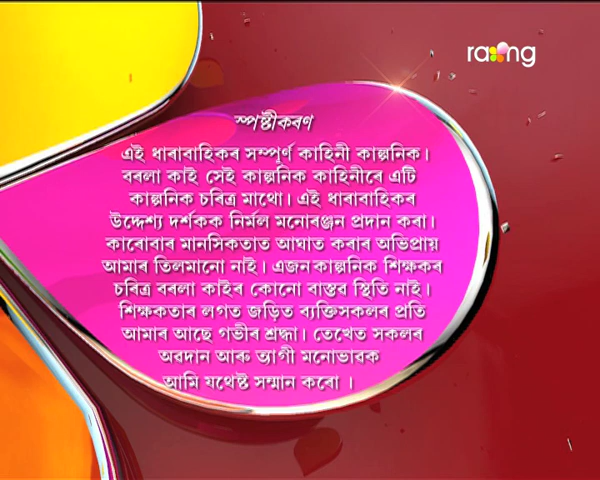 rang
স্পষ্টীকৰণ
এই ধাৰাবাহিকৰ সম্পূৰ্ণ কাহিনী কাল্পনিক।
বৰলা কাই সেই কাল্পনিক কাহিনীৰে এটি
কাল্পনিক চৰিত্ৰ মাথো। এই ধাৰাবাহিকৰ
উদ্দেশ্য দৰ্শকক নিৰ্মল মনোৰঞ্জন প্ৰদান কৰা।
কাৰোবাৰ মানসিকতাত আঘাত কৰাৰ অভিপ্ৰায়
আমাৰ তিলমানো নাই। এজন কাল্পনিক শিক্ষকৰ
চৰিত্ৰ বৰলা কাইৰ কোনো বাস্তৱ স্থিতি নাই।
শিক্ষকতাৰ লগত জড়িত ব্যক্তিসকলৰ প্ৰতি
আমাৰ আছে গভীৰ শ্ৰদ্ধা। তেখেত সকলৰ
অৱদান আৰু ত্যাগী মনোভাৱক
আমি যথেষ্ট সন্মান কৰো ।